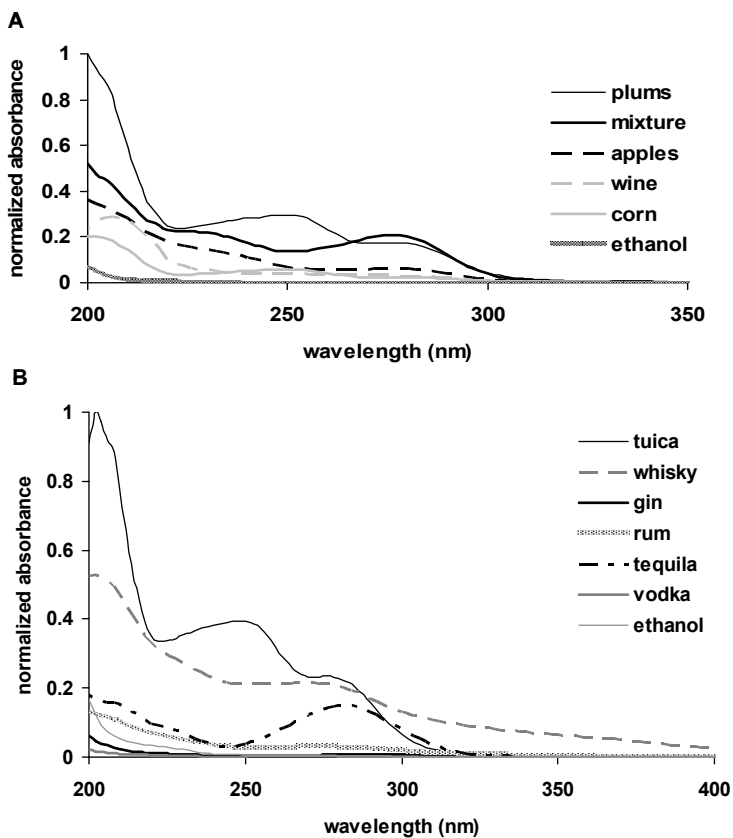 A
normalized absorbance
1
0.8
0.6
0.4
0.2
0
200
250
300
350
wavelength (nm)
plums
mixture
apples
wine
corn
ethanol
B
normalized absorbance
1
0.8
0.6
0.4
0.2
0
200
250
300
350
400
wavelength (nm)
tuica
whisky
gin
rum
tequila
vodka
ethanol